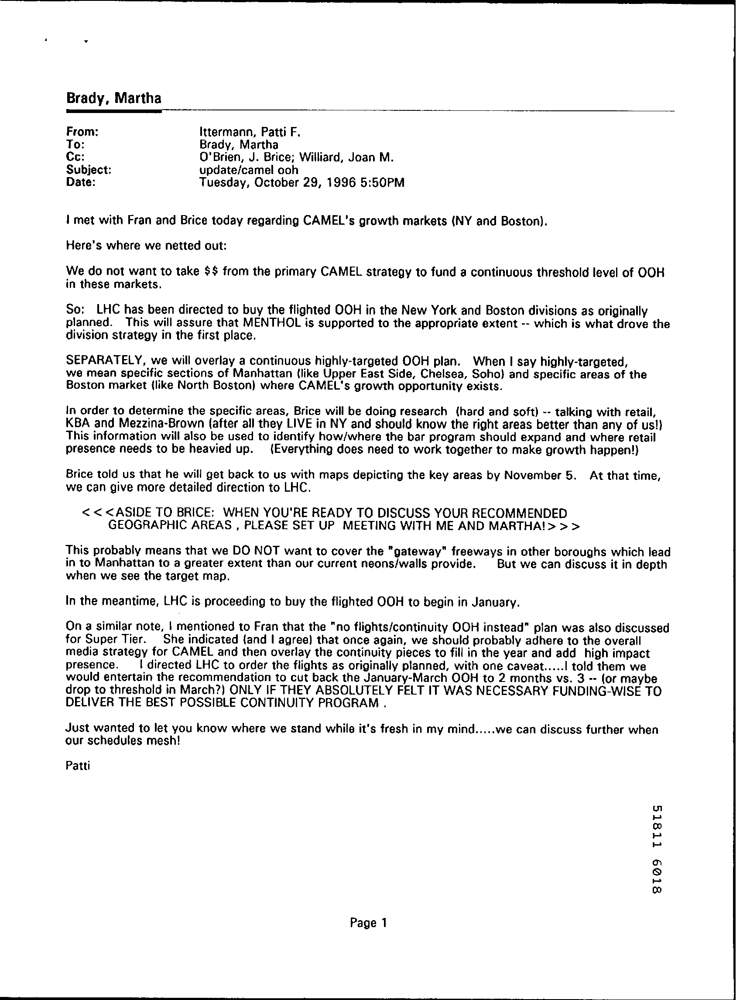 Brady, Martha
From: Ittermann, Patti F.
To: Brady, Martha
Cc: O'Brien, J. Brice; Williard, Joan M.
Subject: update/camel ooh
Date: Tuesday, October 29, 1996 5:50PM
I met with Fran and Brice today regarding CAMEL's growth markets (NY and Boston).
Here's where we netted out:
We do not want to take $$ from the primary CAMEL strategy to fund a continuous threshold level of OOH
in these markets.
So: LHC has been directed to buy the flighted OOH in the New York and Boston divisions as originally
planned. This will assure that MENTHOL is supported to the appropriate extent -- which is what drove the
division strategy in the first place.
SEPARATELY, we will overlay a continuous highly-targeted OOH plan. When I say highly-targeted,
we mean specific sections of Manhattan (like Upper East Side, Chelsea, Soho) and specific areas of the
Boston market (like North Boston) where CAMEL's growth opportunity exists.
In order to determine the specific areas, Brice will be doing research (hard and soft) -- talking with retail,
KBA and Mezzina-Brown (after all they LIVE in NY and should know the right areas better than any of us!)
This information will also be used to identify how/where the bar program should expand and where retail
presence needs to be heavied up. (Everything does need to work together to make growth happen!)
Brice told us that he will get back to us with maps depicting the key areas by November 5. At that time,
we can give more detailed direction to LHC.
< < <ASIDE TO BRICE: WHEN YOU'RE READY TO DISCUSS YOUR RECOMMENDED
GEOGRAPHIC AREAS , PLEASE SET UP MEETING WITH ME AND MARTHA!> > >
This probably means that we DO NOT want to cover the "gateway" freeways in other boroughs which lead
in to Manhattan to a greater extent than our current neons/walls provide. But we can discuss it in depth
when we see the target map.
In the meantime, LHC is proceeding to buy the flighted OOH to begin in January.
On a similar note, I mentioned to Fran that the "no flights/continuity OOH instead" plan was also discussed
for Super Tier. She indicated (and I agree) that once again, we should probably adhere to the overall
media strategy for CAMEL and then overlay the continuity pieces to fill in the year and add high impact
presence. I directed LHC to order the flights as originally planned, with one caveat.....I told them we
would entertain the recommendation to cut back the January-March OOH to 2 months vs. 3 -- (or maybe
drop to threshold in March?) ONLY IF THEY ABSOLUTELY FELT IT WAS NECESSARY FUNDING-WISE TO
DELIVER THE BEST POSSIBLE CONTINUITY PROGRAM .
Just wanted to let you know where we stand while it's fresh in my mind.....we can discuss further when
our schedules mesh!
Patti
51811 6018
Page 1